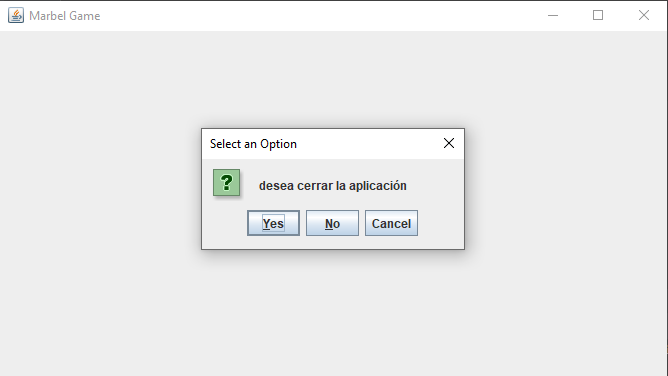 Marbel Game
Select an Option
?
desea cerrar la aplicación
Yes No Cancel